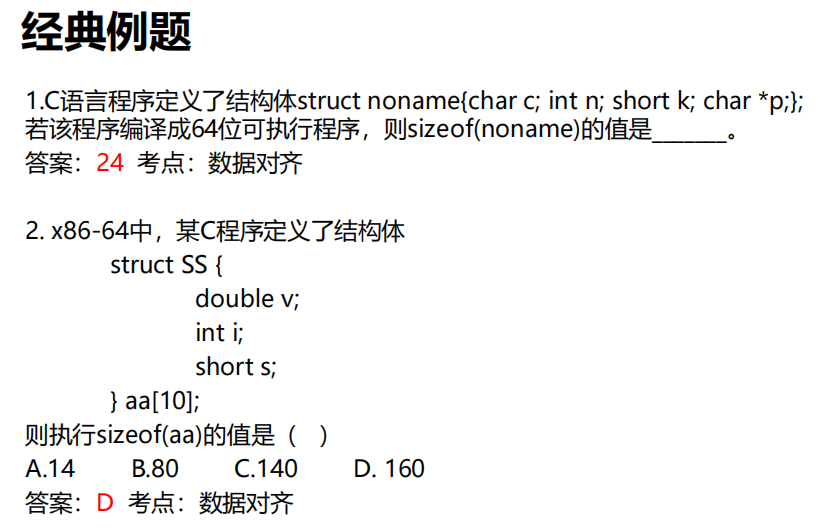 经典例题
1.C语言程序定义了结构体struct noname{char c; int n; short k; char *p;};
若该程序编译成64位可执行程序，则sizeof(noname)的值是_______。
答案：24 考点：数据对齐
2. x86-64中，某C程序定义了结构体
struct SS {
double v;
int i;
short s;
} aa[10];
则执行sizeof(aa)的值是（ ）
A.14 B.80 C.140 D. 160
答案：D 考点：数据对齐